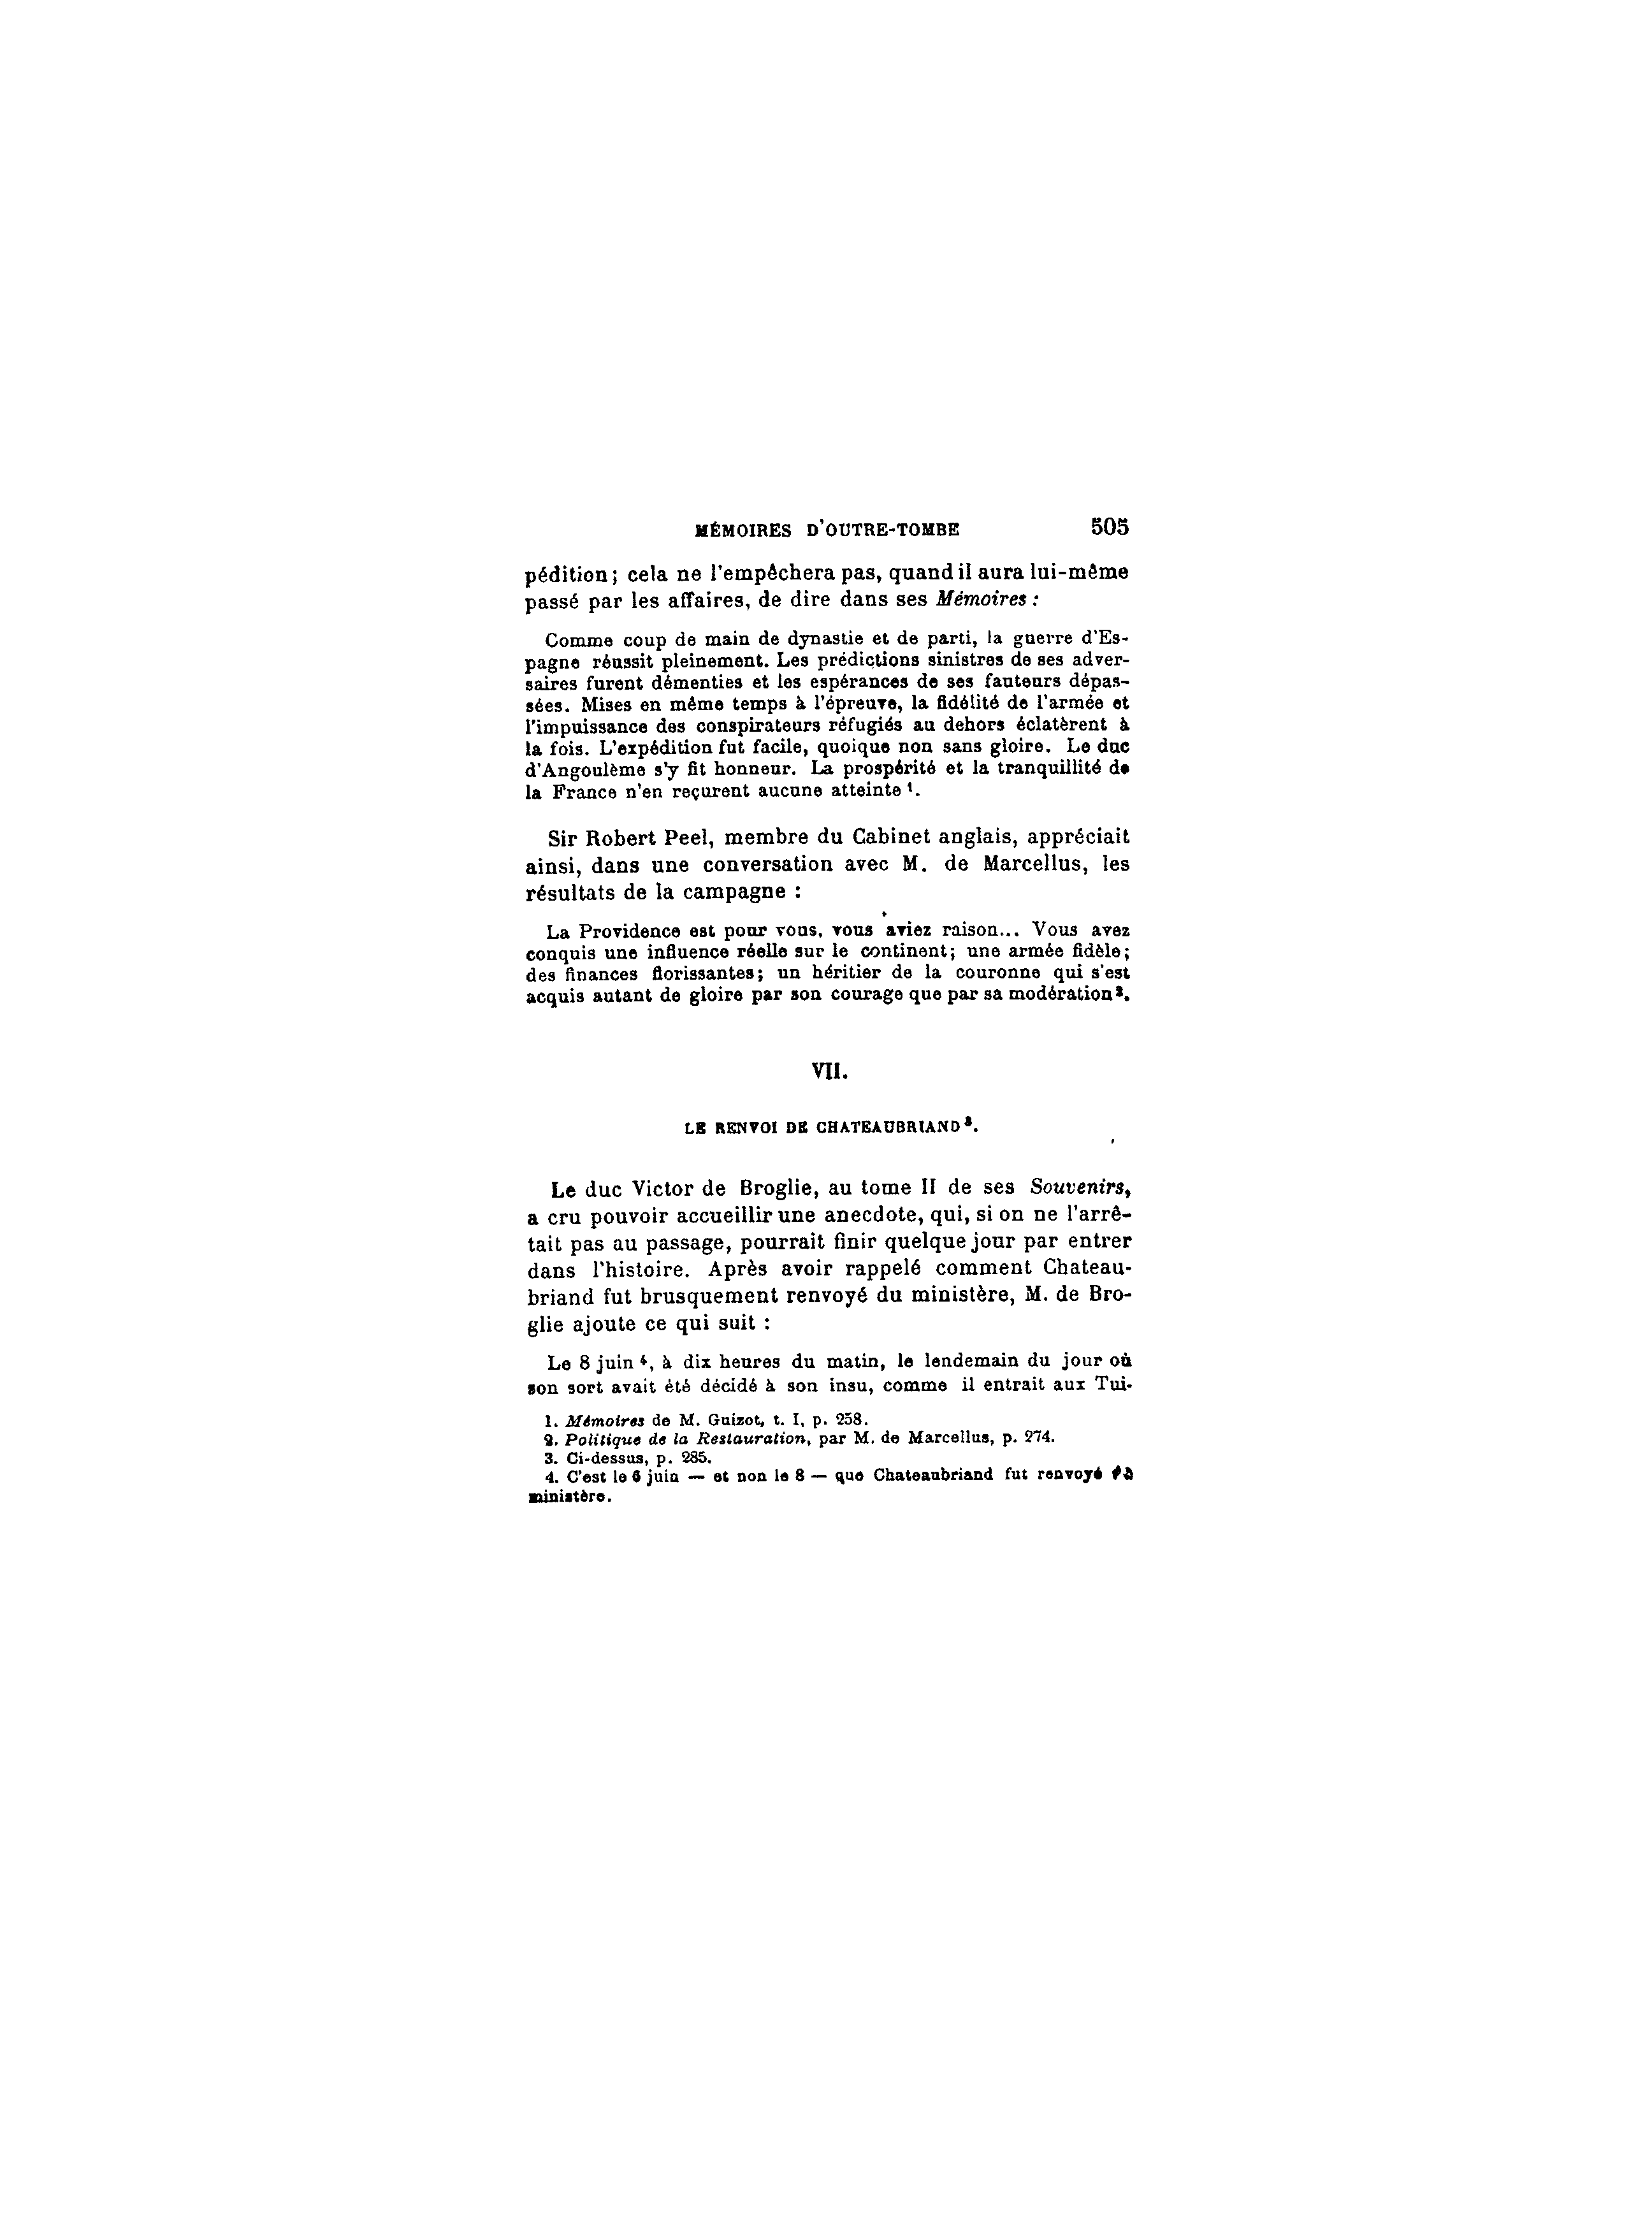 MÉMOIRES D'OUTRE-TOMBE 505
pédition; cela ne l'empêchera pas, quand il aura lui-même
passé par les affaires, de dire dans ses Mémoires :
Comme coup de main de dynastie et de parti, la guerre d'Es-
pagne réussit pleinement. Les prédictions sinistres de ses adver-
saires furent démenties et les espérances de ses fauteurs dépas-
sées. Mises en même temps à l'épreuve, la fidélité de l'armée et
l'impuissance des conspirateurs réfugiés au dehors éclatèrent à
la fois. L'expédition fut facile, quoique non sans gloire. Le duc
d'Angoulème s'y fit honneur. La prospérité et la tranquillité de
la France n'en reçurent aucune atteinte ¹.
Sir Robert Peel, membre du Cabinet anglais, appréciait
ainsi, dans une conversation avec M. de Marcellus, les
résultats de la campagne :
La Providence est pour vous, vous aviez raison... Vous avez
conquis une influence réelle sur le continent; une armée fidèle;
des finances florissantes; un héritier de la couronne qui s'est
acquis autant de gloire par son courage que par sa modération ².
VII.
LE RENVOI DE CHATEAUBRIAND ³.
Le duc Victor de Broglie, au tome II de ses Souvenirs,
a cru pouvoir accueillir une anecdote, qui, si on ne l'arrê-
tait pas au passage, pourrait finir quelque jour par entrer
dans l'histoire. Après avoir rappelé comment Chateau-
briand fut brusquement renvoyé du ministère, M. de Bro-
glie ajoute ce qui suit :
Le 8 juin ⁴, à dix heures du matin, le lendemain du jour où
son sort avait été décidé à son insu, comme il entrait aux Tui-
1. Mémoires de M. Guizot, t. I, p. 258.
2. Politique de la Restauration, par M. de Marcellus, p. 274.
3. Ci-dessus, p. 285.
4. C'est le 6 juin — et non le 8 — que Chateaubriand fut renvoyé
ministère.